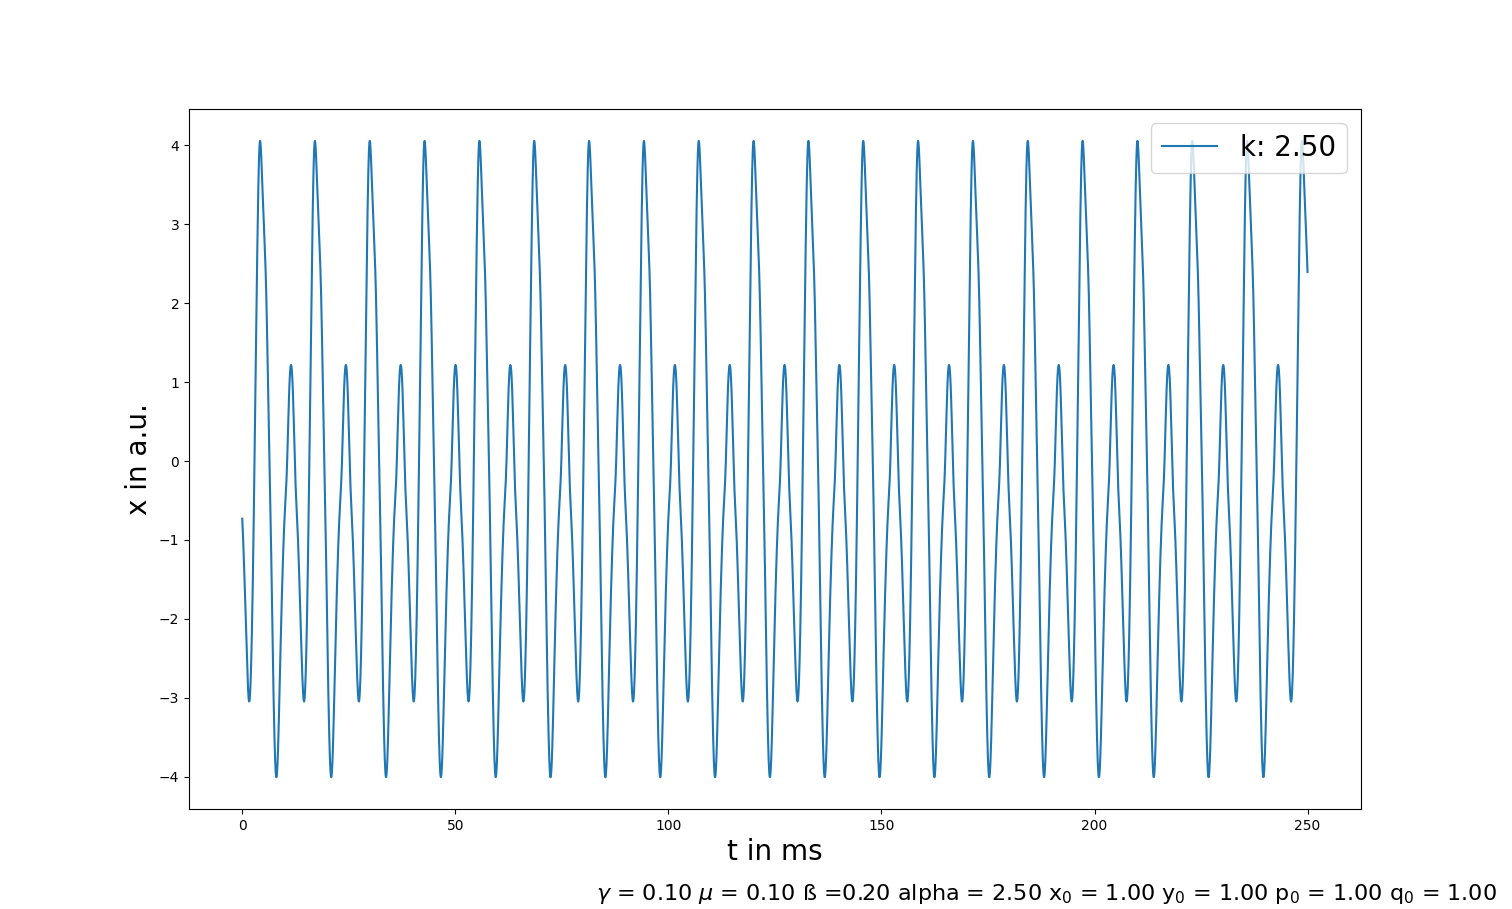 k: 2.50
4
3
2
1
0
−1
−2
−3
−4
x in a.u.
0 50 100 150 200 250
t in ms
γ = 0.10 μ = 0.10 ß =0.20 alpha = 2.50 x₀ = 1.00 y₀ = 1.00 p₀ = 1.00 q₀ = 1.00